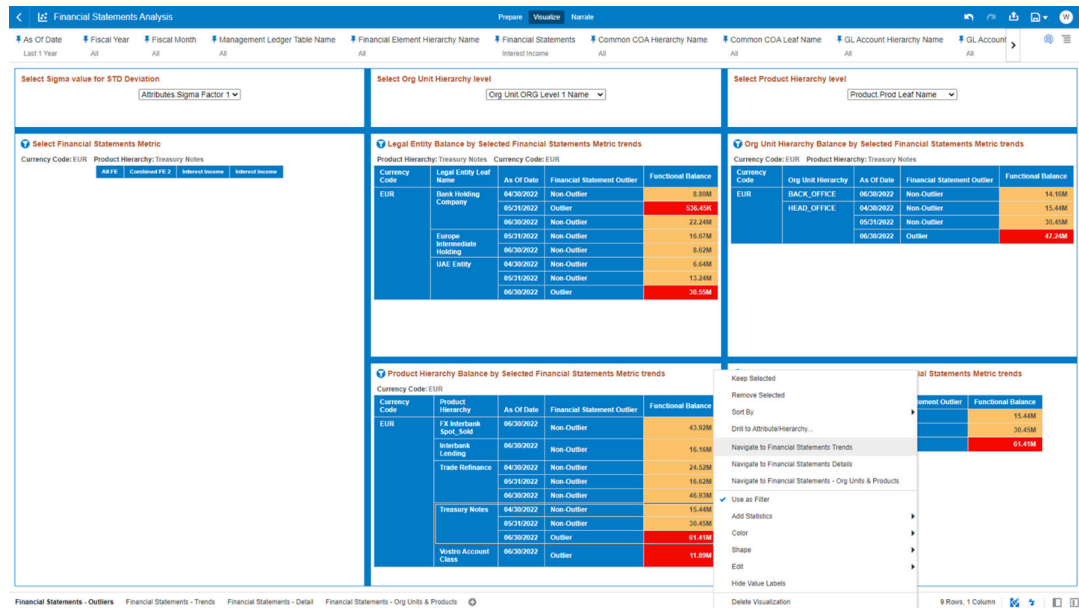 Financial Statements Analysis
Prepare Visualize Narrate
W
As Of Date Fiscal Year Fiscal Month Management Ledger Table Name Financial Element Hierarchy Name Financial Statements Common COA Hierarchy Name Common COA Leaf Name GL Account Hierarchy Name GL Account
Last 1 Year All All All All Interest Income All All All All
Select Sigma value for STD Deviation
Attributes.Sigma Factor 1
Select Org Unit Hierarchy level
Org Unit.ORG Level 1 Name
Select Product Hierarchy level
Product.Prod Leaf Name
Select Financial Statements Metric
Currency Code: EUR Product Hierarchy: Treasury Notes
All FE Combined FE 2 Interest Income Interest Income
Legal Entity Balance by Selected Financial Statements Metric trends
Product Hierarchy: Treasury Notes Currency Code: EUR
Currency Code Legal Entity Leaf Name As Of Date Financial Statement Outlier Functional Balance
EUR Bank Holding Company 04/30/2022 Non-Outlier 8.80M
05/31/2022 Outlier 536.45K
06/30/2022 Non-Outlier 22.24M
Europe Intermediate Holding 05/31/2022 Non-Outlier 16.67M
06/30/2022 Non-Outlier 8.62M
UAE Entity 04/30/2022 Non-Outlier 6.64M
05/31/2022 Non-Outlier 13.24M
06/30/2022 Outlier 30.55M
Org Unit Hierarchy Balance by Selected Financial Statements Metric trends
Currency Code: EUR Product Hierarchy: Treasury Notes
Currency Code Org Unit Hierarchy As Of Date Financial Statement Outlier Functional Balance
EUR BACK_OFFICE 06/30/2022 Non-Outlier 14.16M
HEAD_OFFICE 04/30/2022 Non-Outlier 15.44M
05/31/2022 Non-Outlier 30.45M
06/30/2022 Outlier 47.24M
Product Hierarchy Balance by Selected Financial Statements Metric trends
Currency Code: EUR
Currency Code Product Hierarchy As Of Date Financial Statement Outlier Functional Balance
EUR FX Interbank Spot_Sold 06/30/2022 Non-Outlier 43.92M
Interbank Lending 06/30/2022 Non-Outlier 16.16M
Trade Refinance 04/30/2022 Non-Outlier 24.52M
05/31/2022 Non-Outlier 16.62M
06/30/2022 Non-Outlier 46.93M
Treasury Notes 04/30/2022 Non-Outlier 15.44M
05/31/2022 Non-Outlier 30.45M
06/30/2022 Outlier 61.41M
Vostro Account Class 06/30/2022 Outlier 11.89M
Keep Selected
Remove Selected
Sort By
Drill to Attribute/Hierarchy...
Navigate to Financial Statements Trends
Navigate to Financial Statements Details
Navigate to Financial Statements - Org Units & Products
Use as Filter
Add Statistics
Color
Shape
Edit
Hide Value Labels
Delete Visualization
ial Statements Metric trends
tement Outlier Functional Balance
15.44M
30.45M
61.41M
Financial Statements - Outliers Financial Statements - Trends Financial Statements - Detail Financial Statements - Org Units & Products
9 Rows, 1 Column